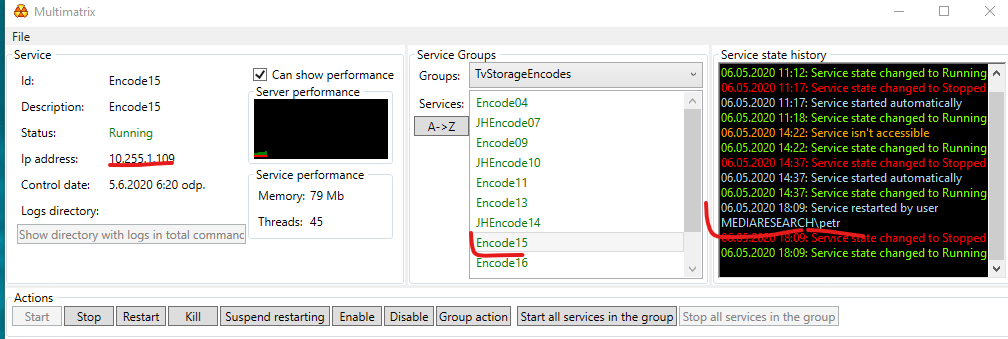 Multimatrix
File
Service
Id: Encode15
Description: Encode15
Status: Running
Ip address: 10.255.1.109
Control date: 5.6.2020 6:20 odp.
Logs directory:
Show directory with logs in total command
Can show performance
Server performance
Service performance
Memory: 79 Mb
Threads: 45
Service Groups
Groups: TvStorageEncodes
Services:
A->Z
Encode04
JHEncode07
Encode09
JHEncode10
Encode11
Encode13
JHEncode14
Encode15
Encode16
Service state history
06.05.2020 11:12: Service state changed to Running
06.05.2020 11:17: Service state changed to Stopped
06.05.2020 11:17: Service started automatically
06.05.2020 11:18: Service state changed to Running
06.05.2020 14:22: Service isn't accessible
06.05.2020 14:22: Service state changed to Running
06.05.2020 14:37: Service state changed to Stopped
06.05.2020 14:37: Service started automatically
06.05.2020 14:37: Service state changed to Running
06.05.2020 18:09: Service restarted by user
MEDIARESEARCH\petr
06.05.2020 18:09: Service state changed to Stopped
06.05.2020 18:09: Service state changed to Running
Actions
Start Stop Restart Kill Suspend restarting Enable Disable Group action Start all services in the group Stop all services in the group